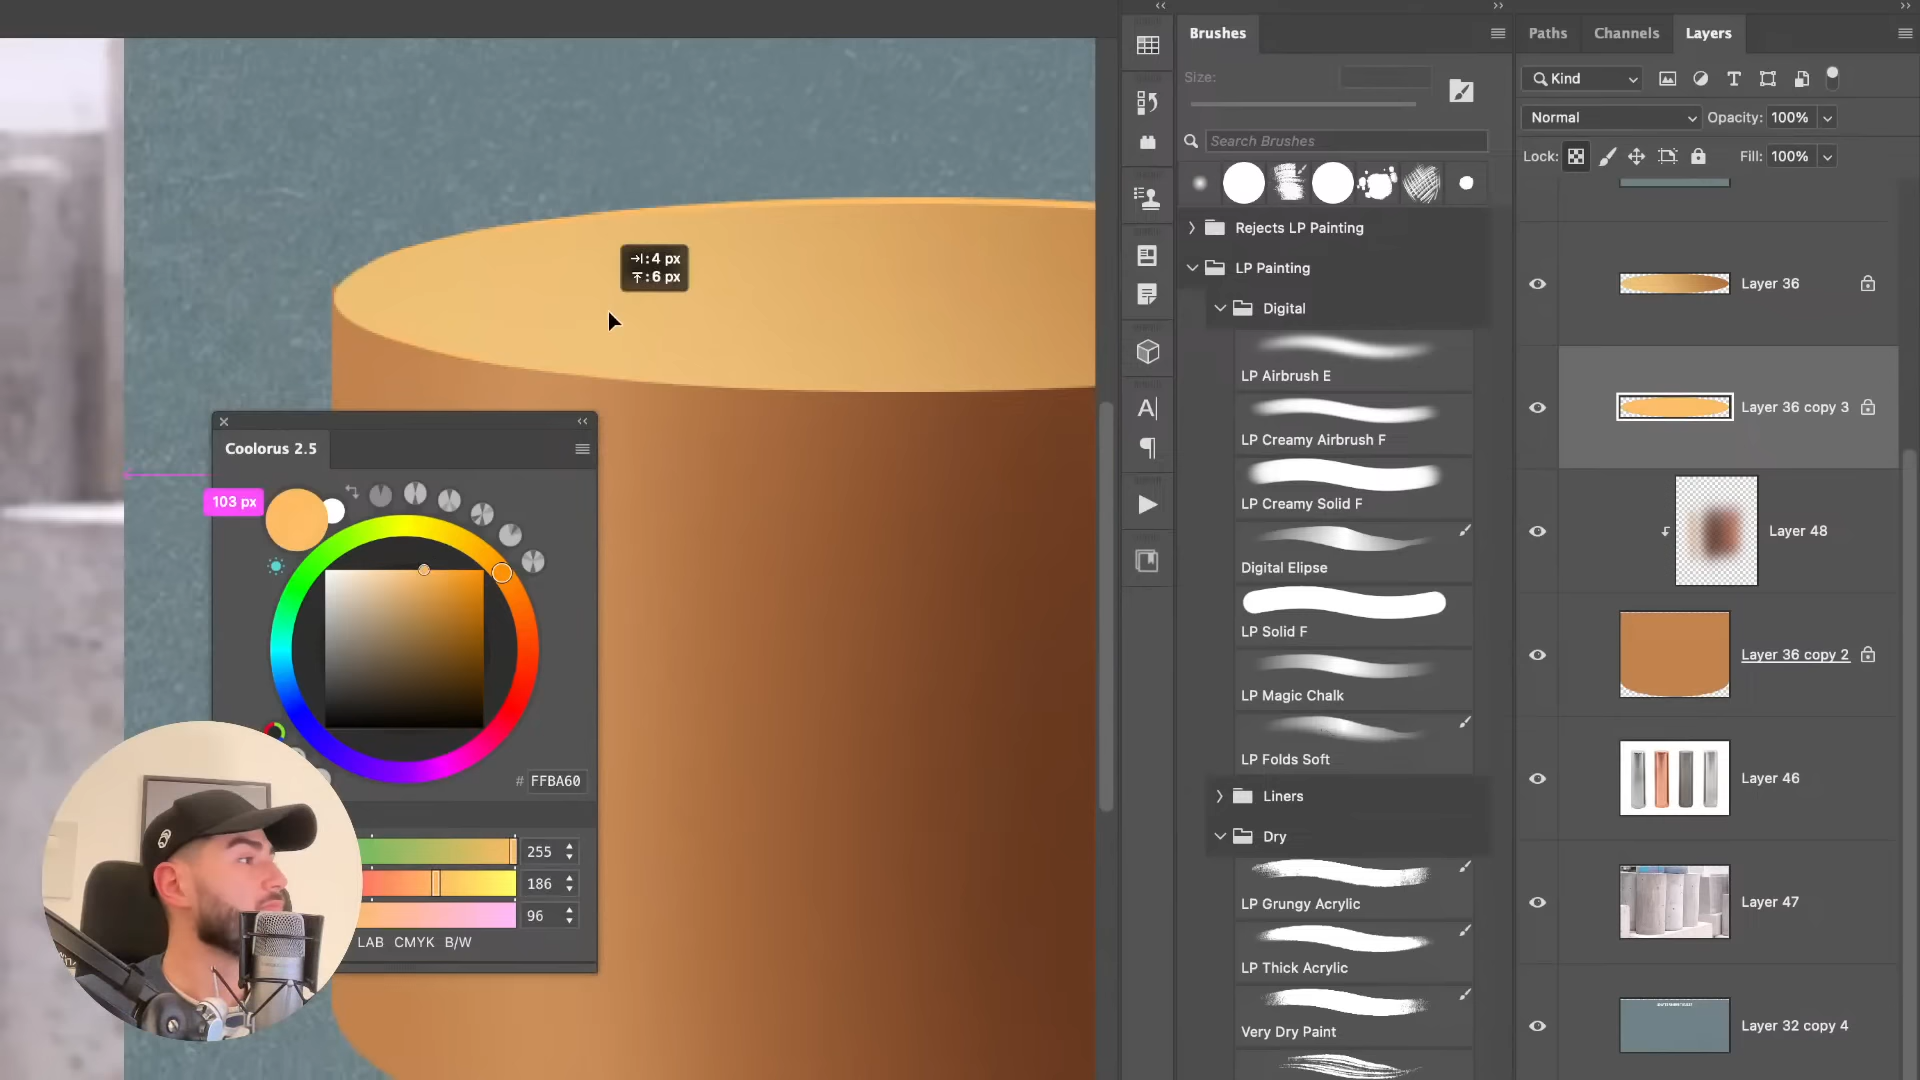 Brushes
Paths
Channels
Layers
Size:
Kind
Search Brushes
Normal
Opacity:
100%
Lock:
Fill:
100%
Rejects LP Painting
LP Painting
Digital
LP Airbrush E
LP Creamy Airbrush F
LP Creamy Solid F
Digital Elipse
LP Solid F
LP Magic Chalk
LP Folds Soft
Liners
Dry
LP Grungy Acrylic
LP Thick Acrylic
Very Dry Paint
Layer 36
Layer 36 copy 3
Layer 48
Layer 36 copy 2
Layer 46
Layer 47
Layer 32 copy 4
:4 px
:6 px
Coolorus 2.5
103 px
# FFBA60
255
186
96
LAB CMYK B/W